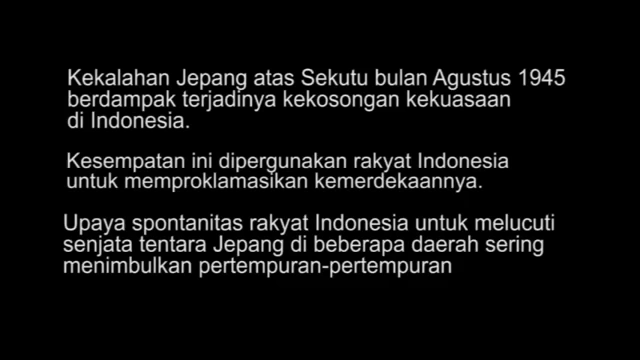 Kekalahan Jepang atas Sekutu bulan Agustus 1945
berdampak terjadinya kekosongan kekuasaan
di Indonesia.
Kesempatan ini dipergunakan rakyat Indonesia
untuk memproklamasikan kemerdekaannya.
Upaya spontanitas rakyat Indonesia untuk melucuti
senjata tentara Jepang di beberapa daerah sering
menimbulkan pertempuran-pertempuran